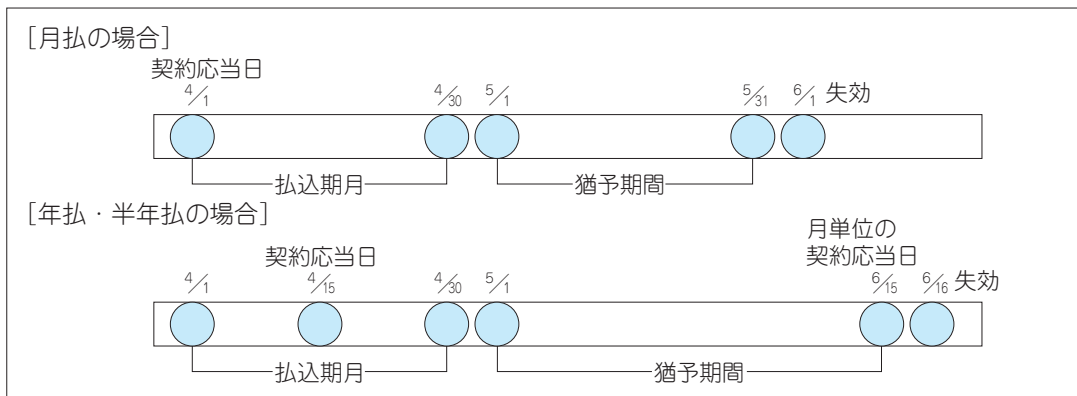 [月払の場合]
契約応当日
4/1 4/30 5/1 5/31 6/1 失効
払込期月 猶予期間
[年払・半年払の場合]
月単位の
契約応当日 契約応当日
4/1 4/15 4/30 5/1 6/15 6/16 失効
払込期月 猶予期間